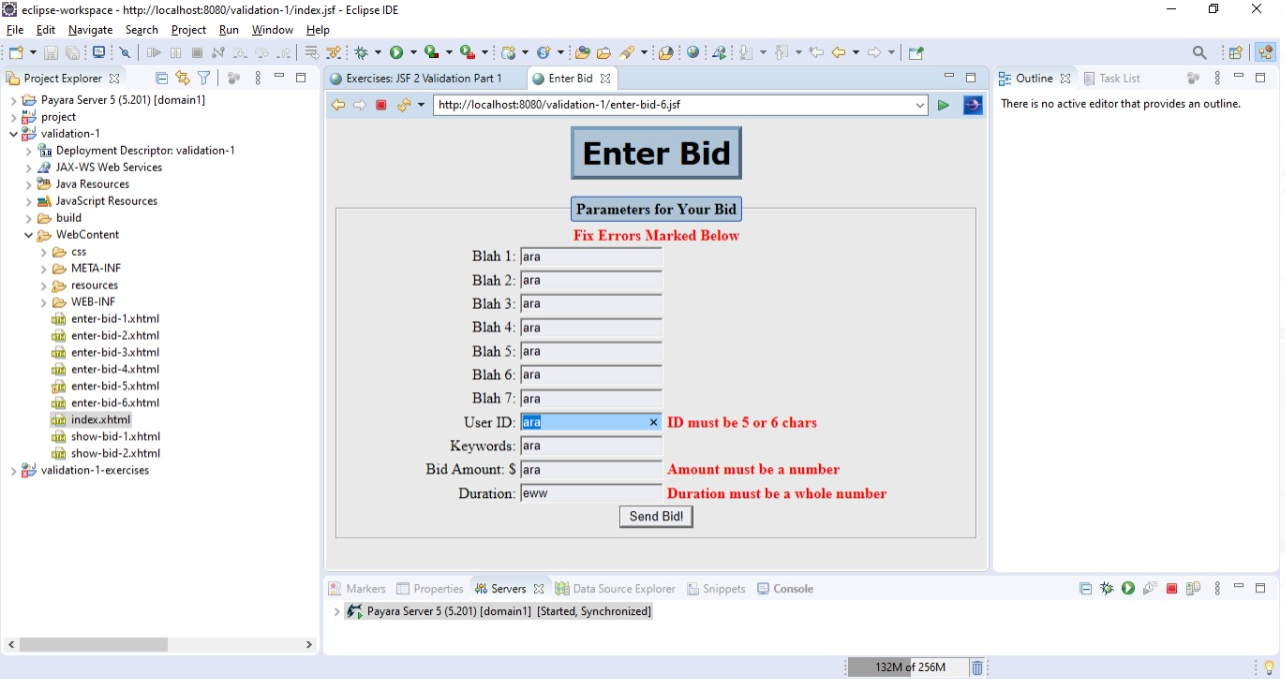 eclipse-workspace - http://localhost:8080/validation-1/index.jsf - Eclipse IDE
File Edit Navigate Search Project Run Window Help
Project Explorer
Payara Server 5 (5.201) [domain1]
project
validation-1
Deployment Descriptor: validation-1
JAX-WS Web Services
Java Resources
JavaScript Resources
build
WebContent
css
META-INF
resources
WEB-INF
enter-bid-1.xhtml
enter-bid-2.xhtml
enter-bid-3.xhtml
enter-bid-4.xhtml
enter-bid-5.xhtml
enter-bid-6.xhtml
index.xhtml
show-bid-1.xhtml
show-bid-2.xhtml
validation-1-exercises
Exercises: JSF 2 Validation Part 1 Enter Bid
http://localhost:8080/validation-1/enter-bid-6.jsf
Enter Bid
Parameters for Your Bid
Fix Errors Marked Below
Blah 1: ara
Blah 2: ara
Blah 3: ara
Blah 4: ara
Blah 5: ara
Blah 6: ara
Blah 7: ara
User ID: ara ID must be 5 or 6 chars
Keywords: ara
Bid Amount: $ ara Amount must be a number
Duration: eww Duration must be a whole number
Send Bid!
Outline Task List
There is no active editor that provides an outline.
Markers Properties Servers Data Source Explorer Snippets Console
Payara Server 5 (5.201) [domain1] [Started, Synchronized]
132M of 256M